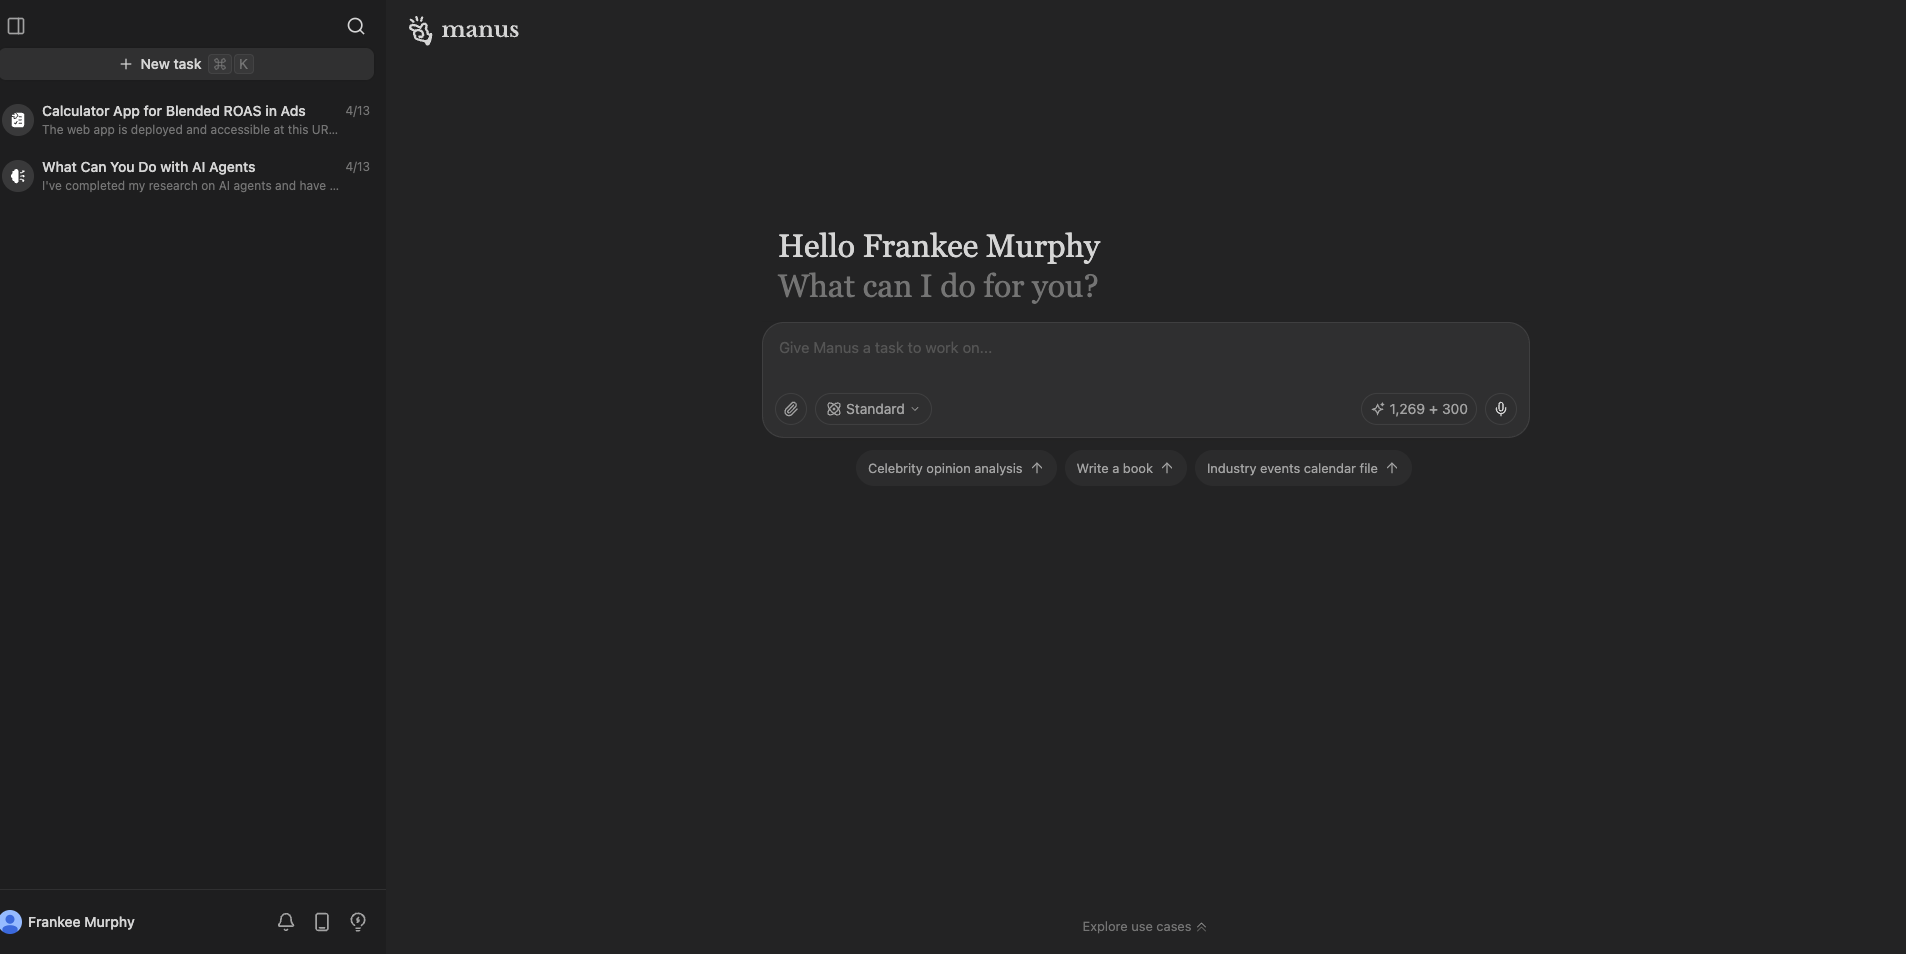 New task ⌘ K
Calculator App for Blended ROAS in Ads 4/13
The web app is deployed and accessible at this UR...
What Can You Do with AI Agents 4/13
I've completed my research on AI agents and have ...
Frankee Murphy
manus
Hello Frankee Murphy
What can I do for you?
Give Manus a task to work on...
Standard
1,269 + 300
Celebrity opinion analysis
Write a book
Industry events calendar file
Explore use cases